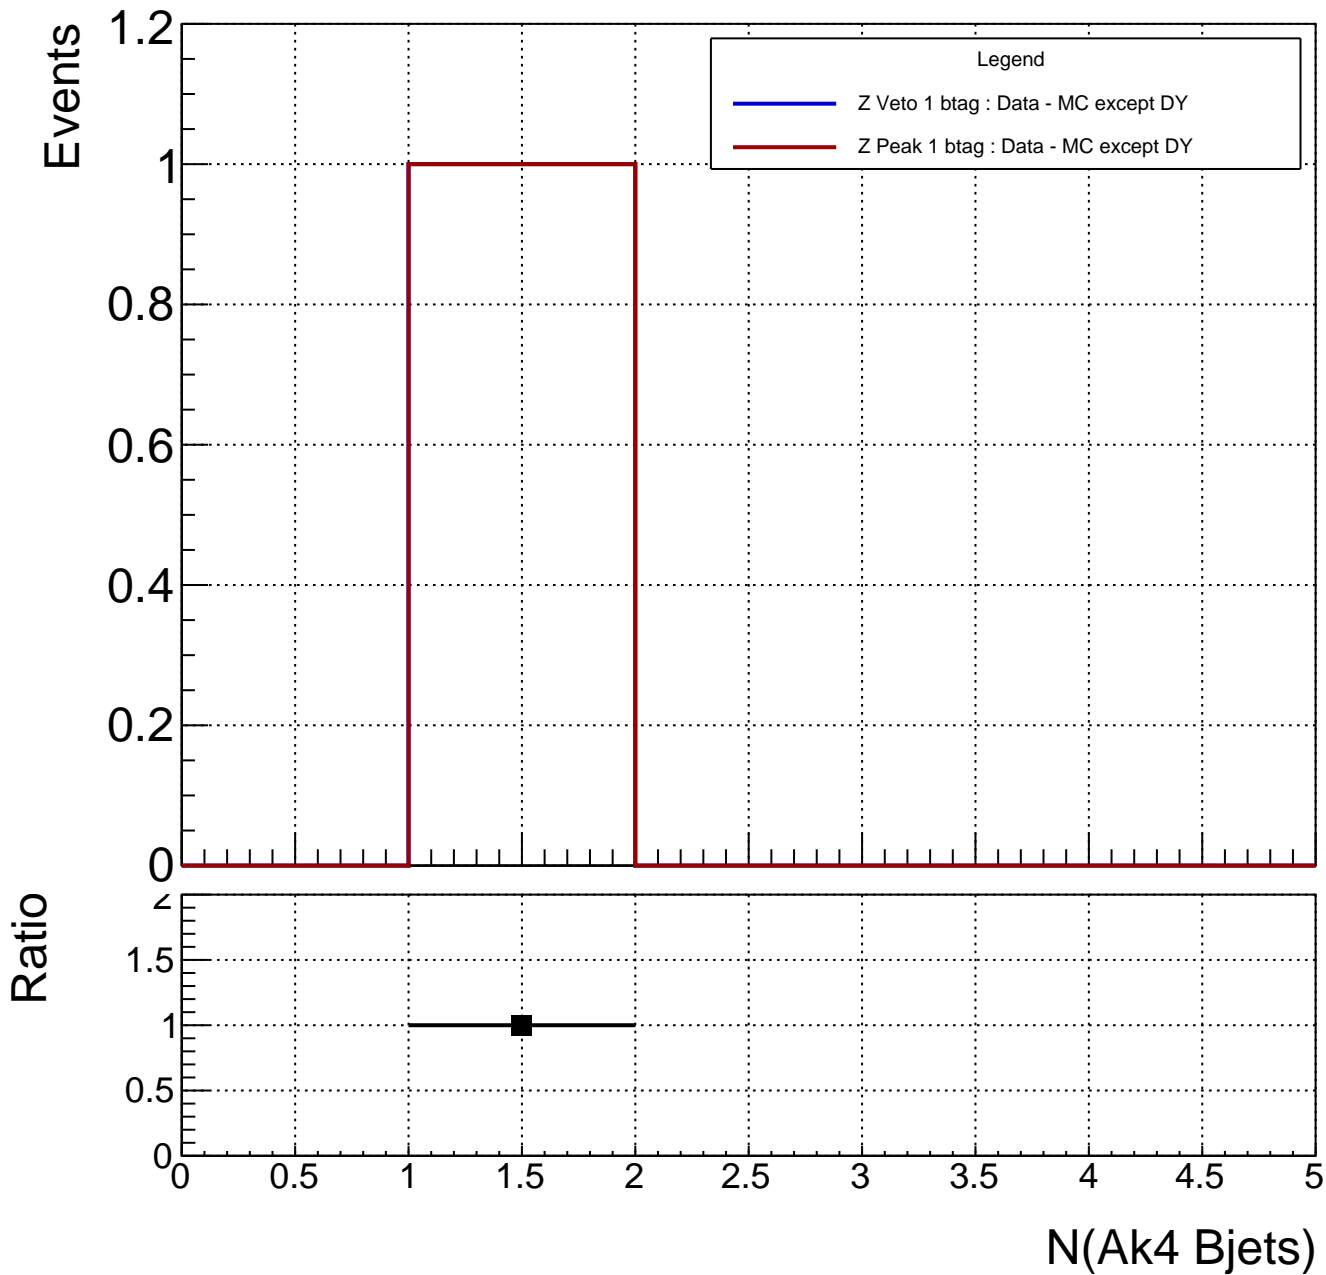 Events
1.2
1
0.8
0.6
0.4
0.2
0
Legend
Z Veto 1 btag : Data - MC except DY
Z Peak 1 btag : Data - MC except DY
Ratio
2
1.5
1
0.5
0
0 0.5 1 1.5 2 2.5 3 3.5 4 4.5 5
N(Ak4 Bjets)